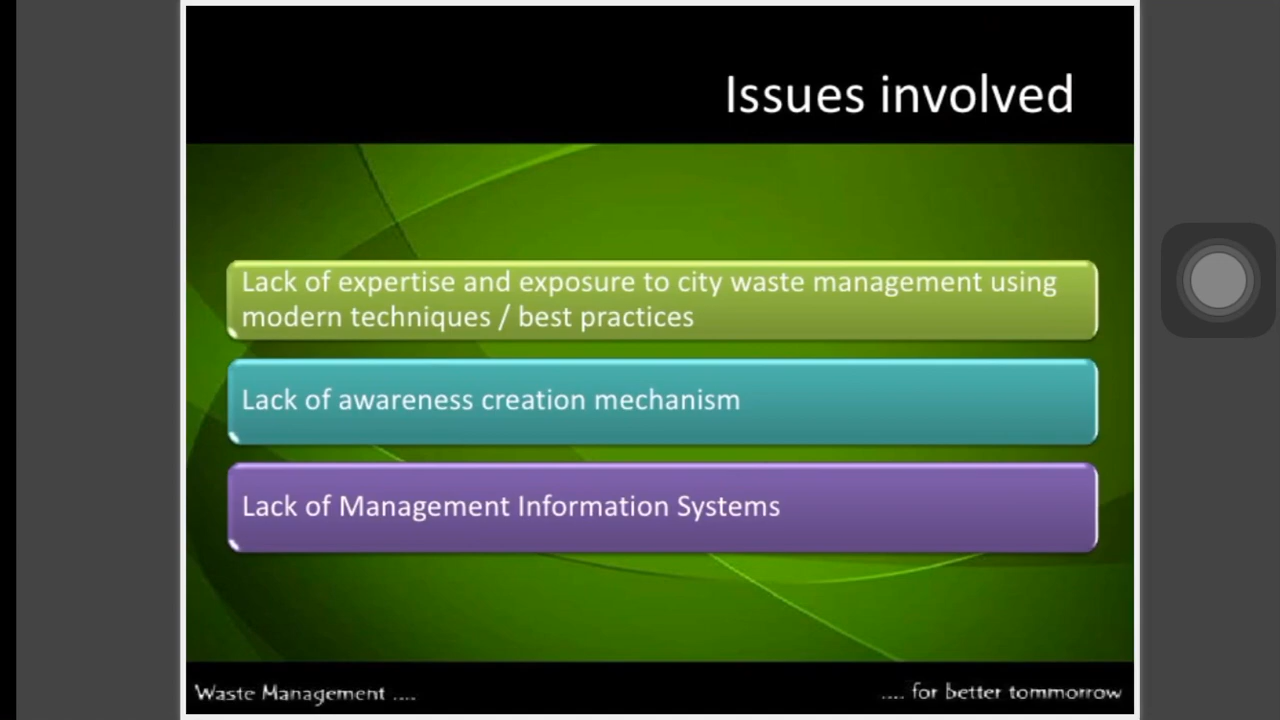 Issues involved
Lack of expertise and exposure to city waste management using
modern techniques / best practices
Lack of awareness creation mechanism
Lack of Management Information Systems
Waste Management ....
.... for better tommorrow